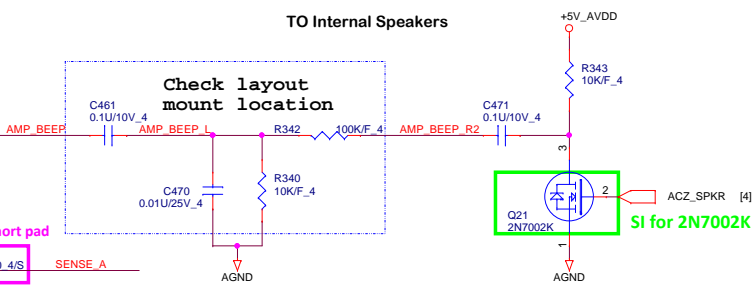 TO Internal Speakers
+5V_AVDD
R343
10K/F_4
Check layout
mount location
C461
0.1U/10V_4
C471
0.1U/10V_4
AMP_BEEP
AMP_BEEP_L
R342
100K/F_4
AMP_BEEP_R2
3
C470
0.01U/25V_4
R340
10K/F_4
2
ACZ_SPKR [4]
Q21
2N7002K
SI for 2N7002K
1
ort pad
_4/S
SENSE_A
AGND
AGND